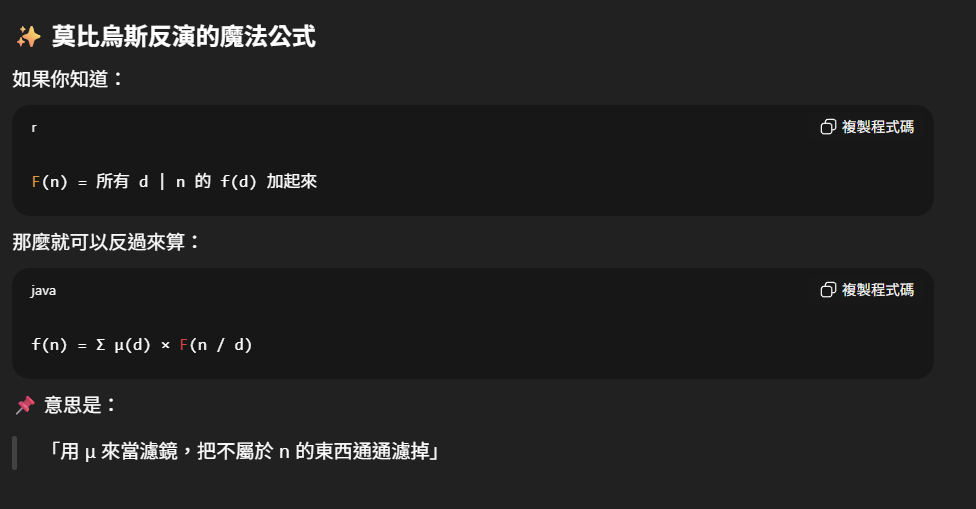 ✨ 莫比烏斯反演的魔法公式
如果你知道：
r 複製程式碼
F(n) = 所有 d | n 的 f(d) 加起來
那麼就可以反過來算：
java 複製程式碼
f(n) = Σ μ(d) × F(n / d)
📌 意思是：
「用 μ 來當濾鏡，把不屬於 n 的東西通通濾掉」